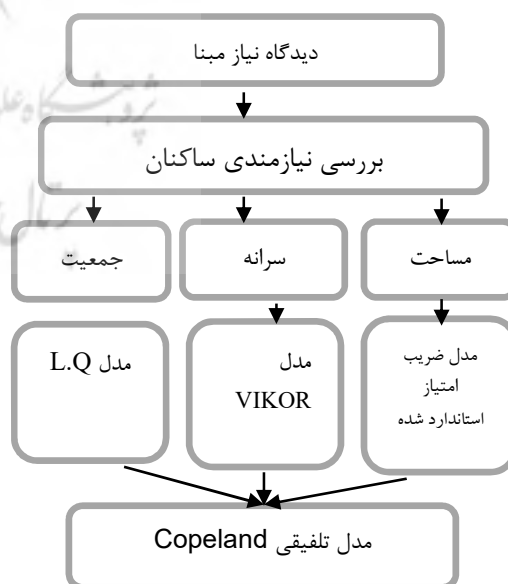 دیدگاه نیاز مبنا
بررسی نیازمندی ساکنان
مساحت
سرانه
جمعیت
مدل ضریب
امتیاز
استاندارد شده
مدل
VIKOR
مدل L.Q
مدل تلفیقی Copeland